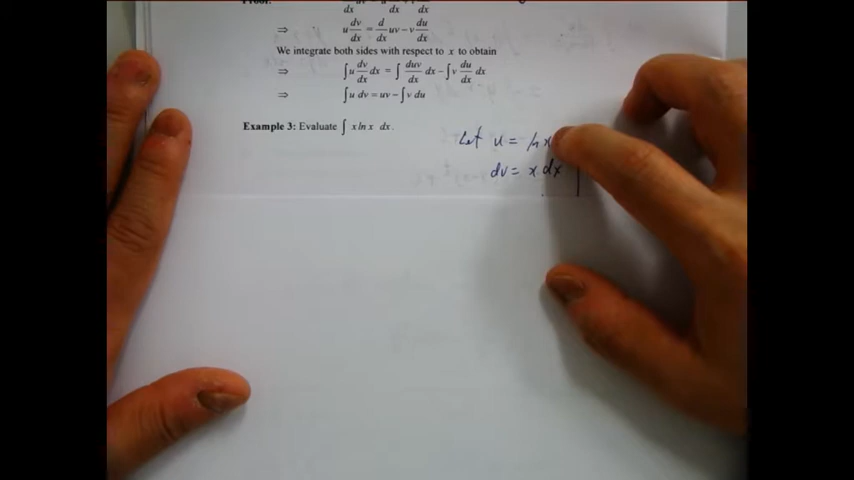 Proof:
⇒ u dv/dx = d/dx uv − v du/dx
We integrate both sides with respect to x to obtain
⇒ ∫ u dv/dx dx = ∫ duv/dx dx − ∫ v du/dx dx
⇒ ∫ u dv = uv − ∫ v du
Example 3: Evaluate ∫ x ln x dx.
Let u = ln x
dv = x dx